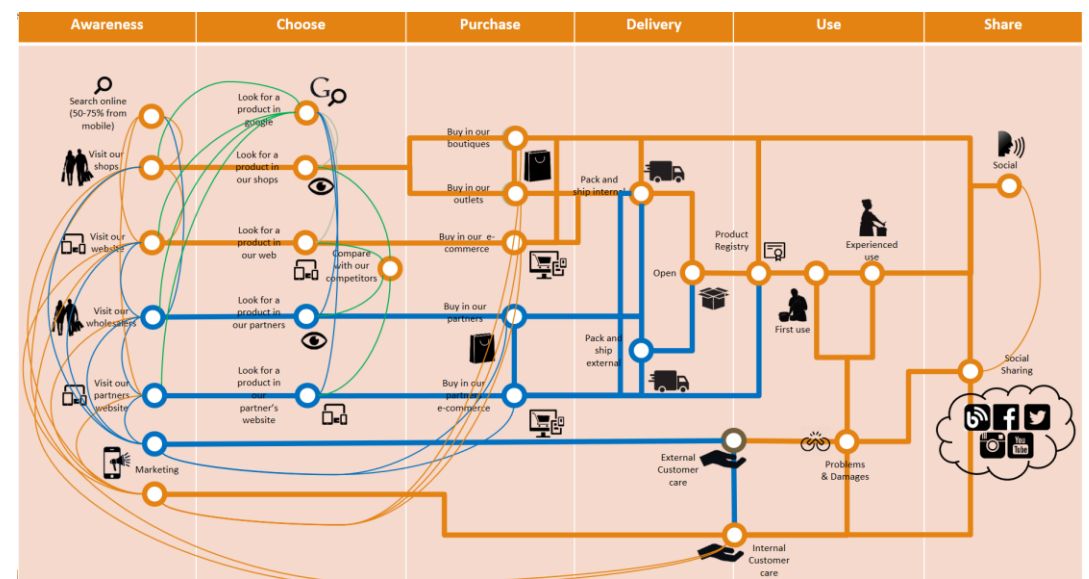 Awareness
Choose
Purchase
Delivery
Use
Share
Search online
(50-75% from
mobile)
Visit our
shops
Visit our
website
Visit our
wholesalers
Visit our
partners
website
Marketing
Look for a
product in
google
G
Look for a
product in
our shops
Look for a
product in
our web
Compare
with our
competitors
Look for a
product in
our partners
Look for a
product in
our
partner's
website
Buy in our
boutiques
Buy in our
outlets
Buy in our e-
commerce
Buy in our
partners
Buy in our
partner
e-commerce
Pack and
ship internal
Open
Pack and
ship
external
External
Customer
care
Internal
Customer
care
Product
Registry
First use
Experienced
use
Problems
& Damages
Social
Social
Sharing
You
Tube